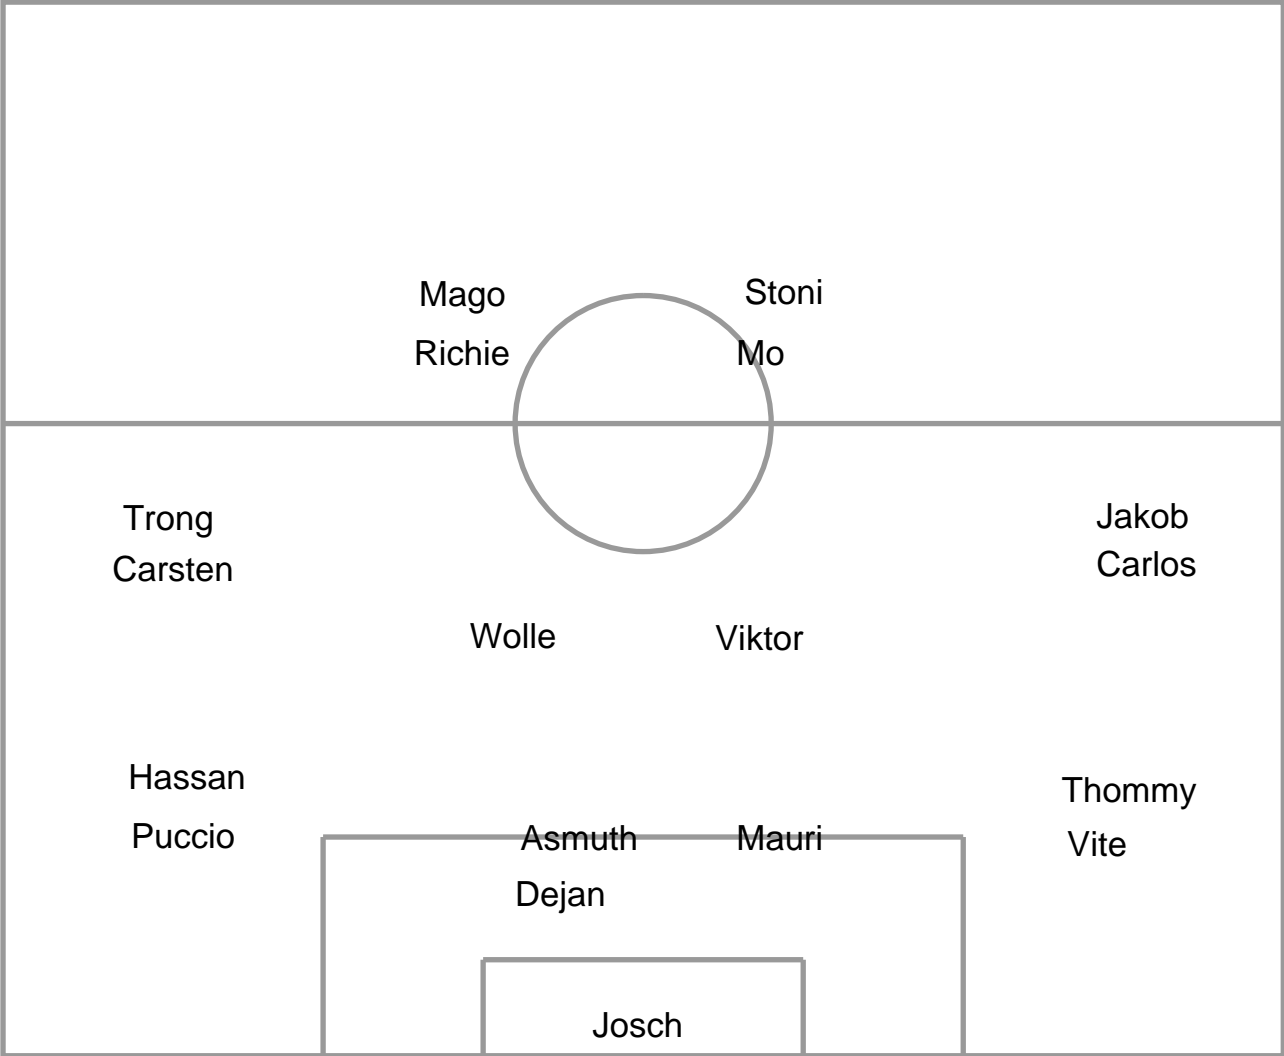 Mago
Stoni
Richie
Mo
Trong
Jakob
Carsten
Carlos
Wolle
Viktor
Hassan
Thommy
Puccio
Asmuth
Mauri
Vite
Dejan
Josch